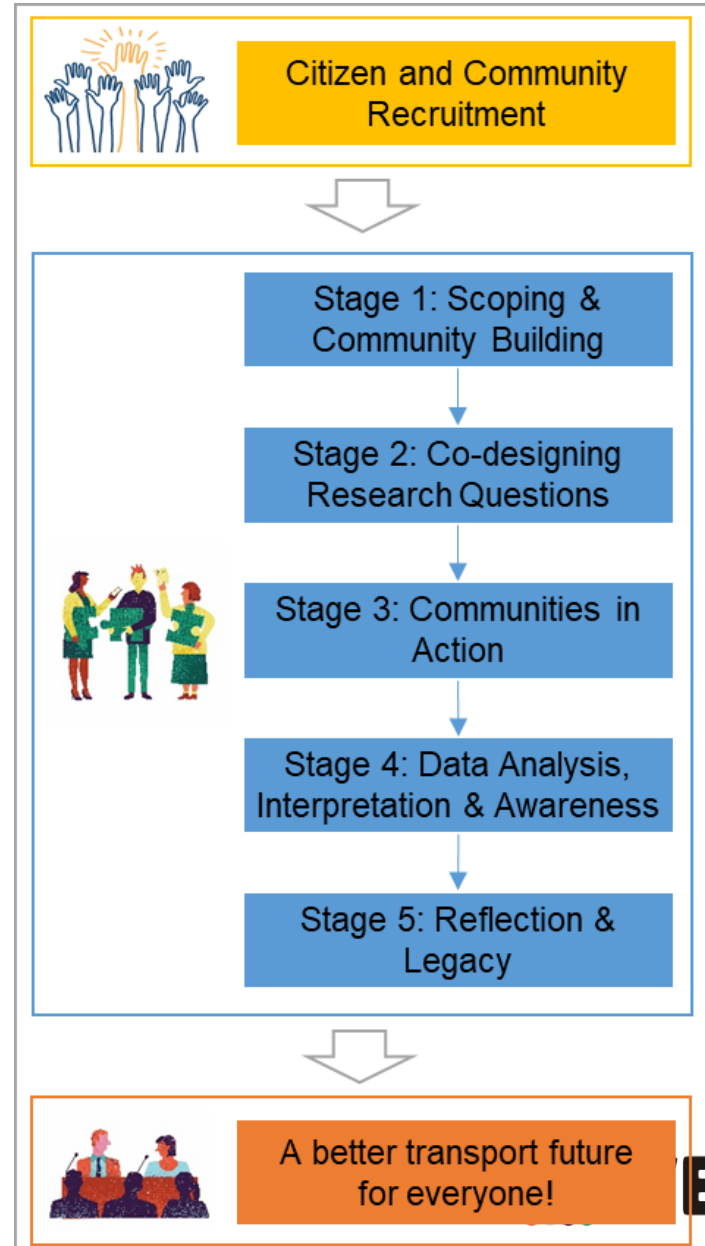 Citizen and Community
Recruitment
Stage 1: Scoping &
Community Building
Stage 2: Co-designing
Research Questions
Stage 3: Communities in
Action
Stage 4: Data Analysis,
Interpretation & Awareness
Stage 5: Reflection &
Legacy
A better transport future
for everyone!